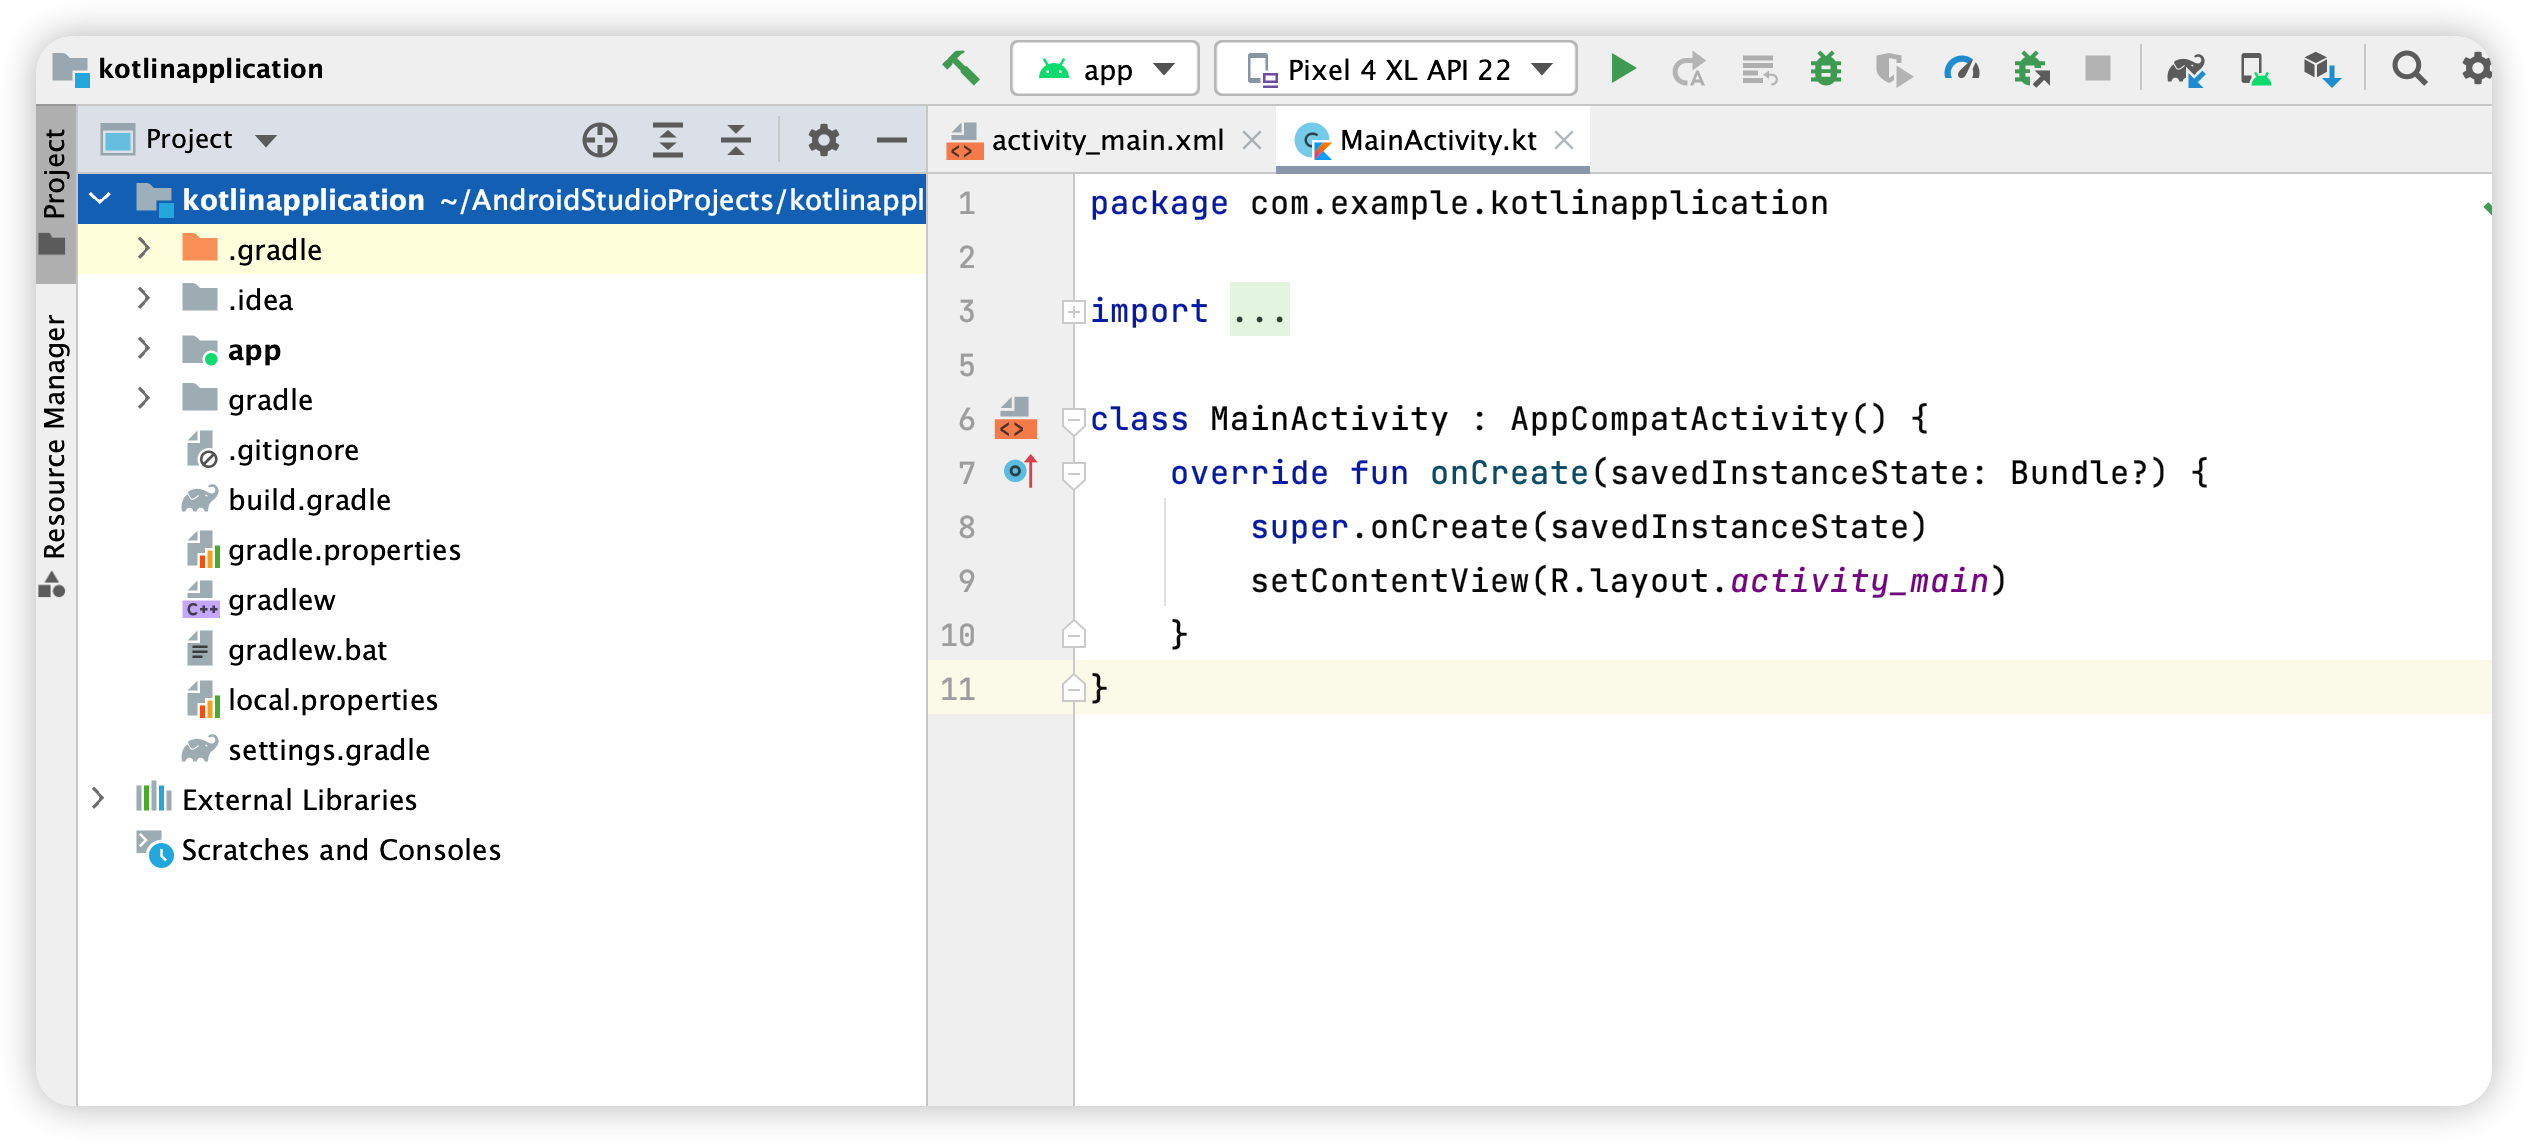 kotlinapplication
app
Pixel 4 XL API 22
Project
Resource Manager
Project
kotlinapplication ~/AndroidStudioProjects/kotlinappl
.gradle
.idea
app
gradle
.gitignore
build.gradle
gradle.properties
C++ gradlew
gradlew.bat
local.properties
settings.gradle
External Libraries
Scratches and Consoles
activity_main.xml
MainActivity.kt
1 package com.example.kotlinapplication
2
3 import ...
5
6 class MainActivity : AppCompatActivity() {
7 override fun onCreate(savedInstanceState: Bundle?) {
8 super.onCreate(savedInstanceState)
9 setContentView(R.layout.activity_main)
10 }
11 }